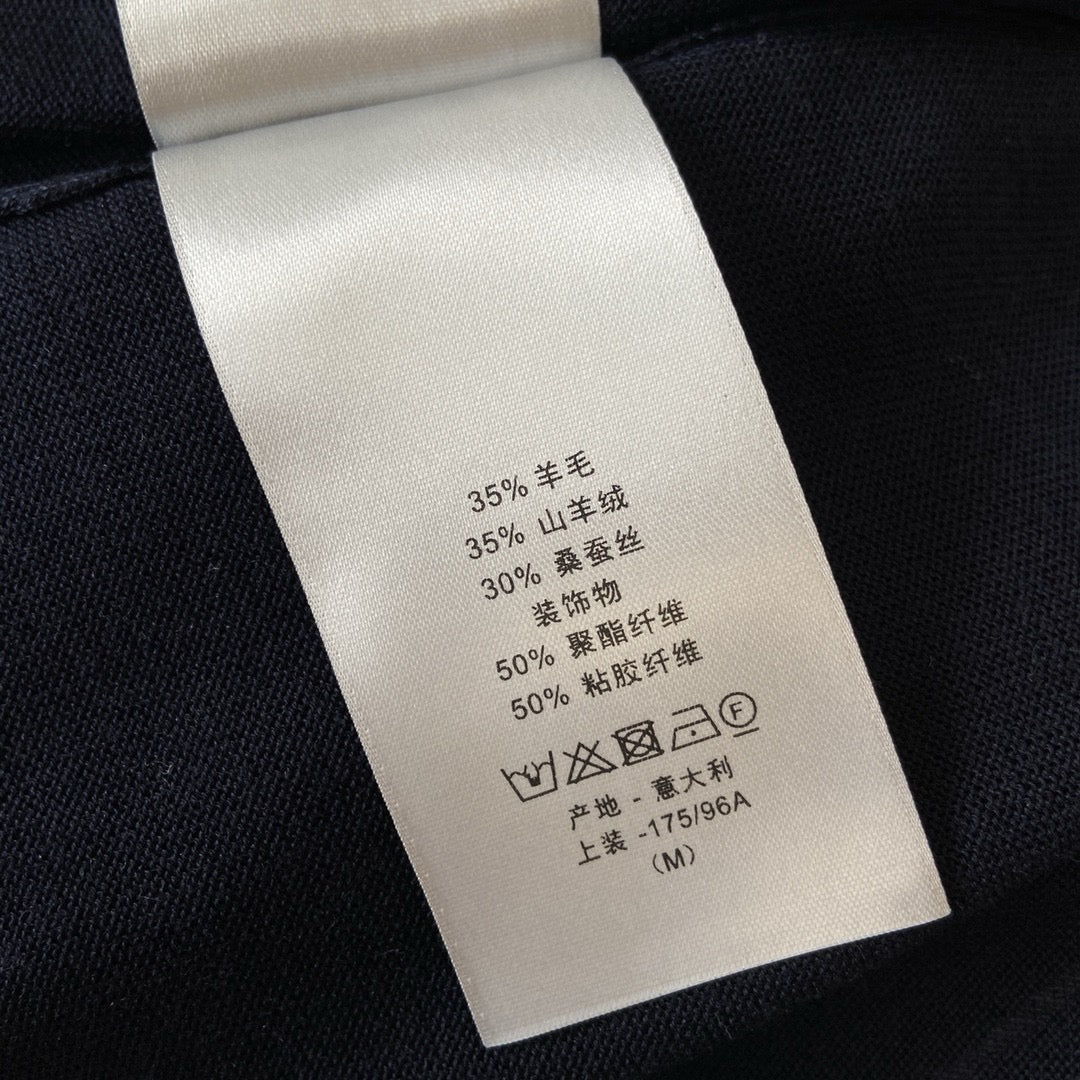 35% 羊毛
35% 山羊绒
30% 桑蚕丝
装饰物
50% 聚酯纤维
50% 粘胶纤维
F
产地 - 意大利
上装 -175/96A
（M）